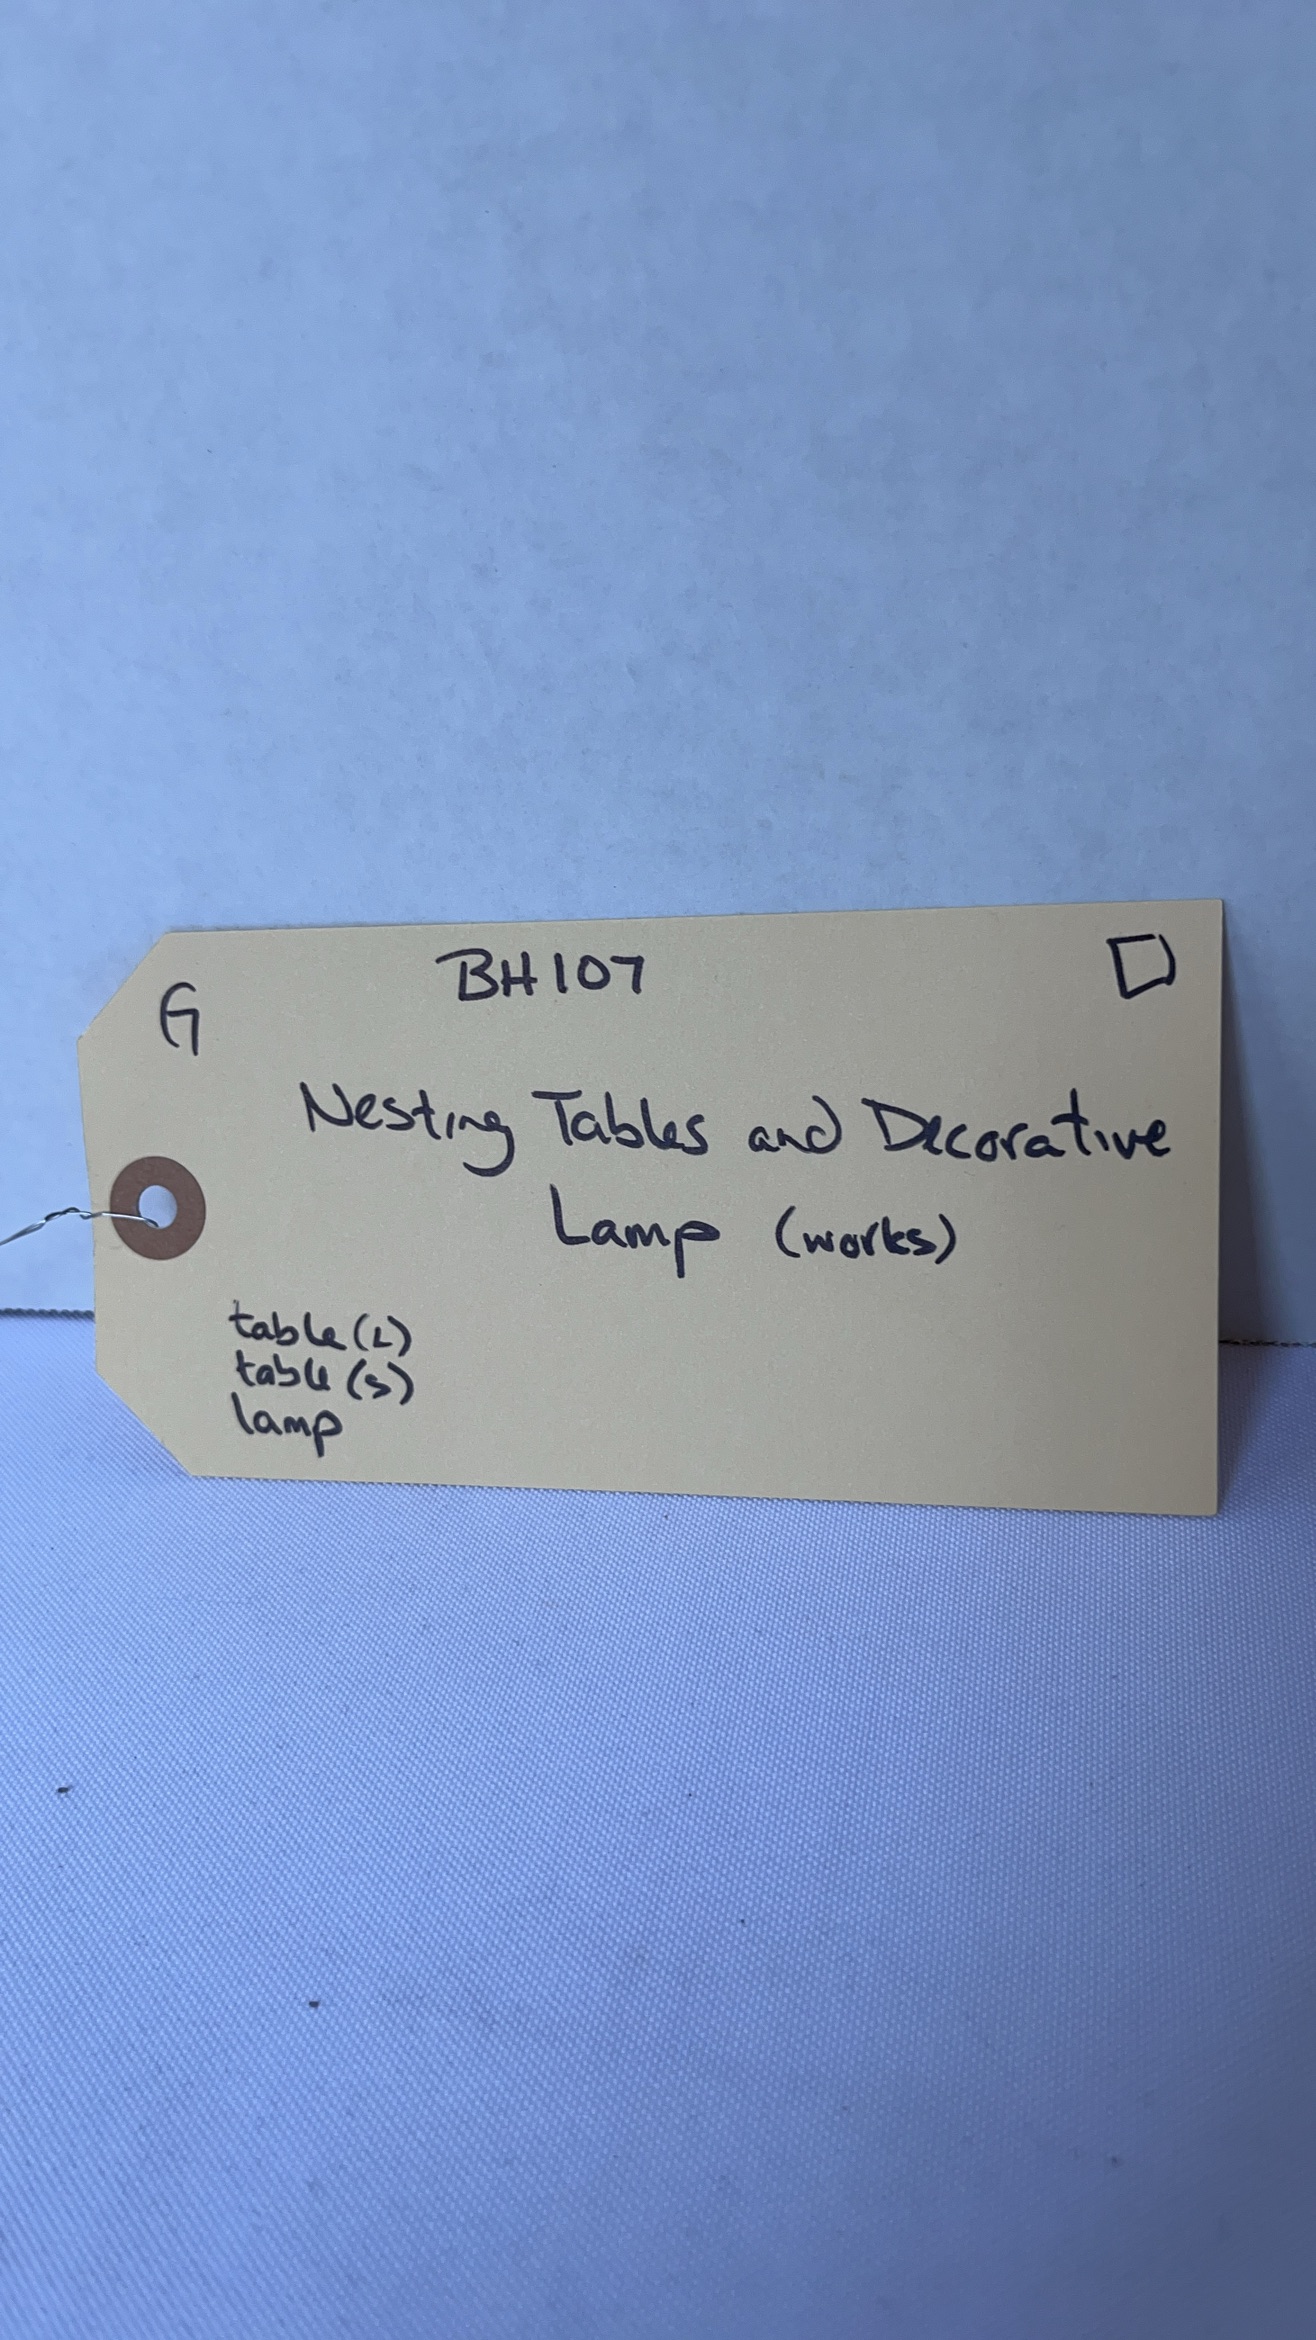 BH107
G
Nesting Tables and Decorative
Lamp (works)
table (L)
table (s)
lamp